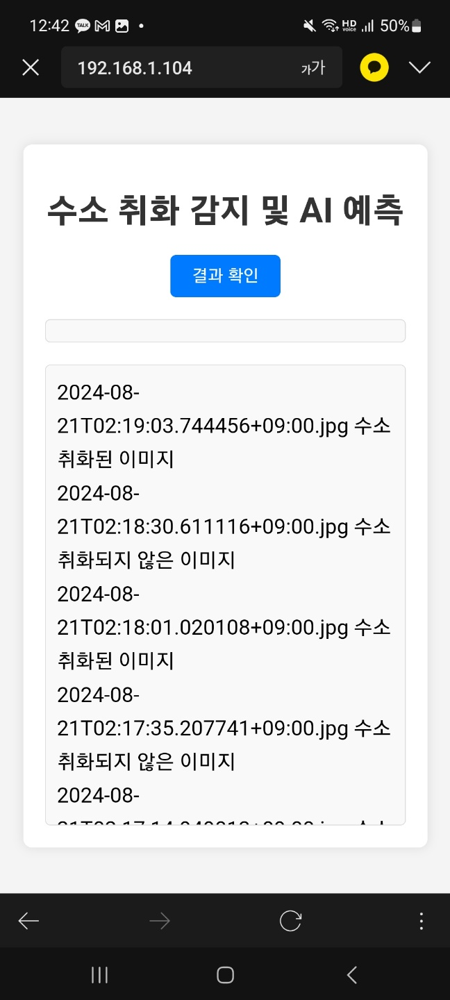 12:42
TALK
HD voice
50%
192.168.1.104
가가
수소 취화 감지 및 AI 예측
결과 확인
2024-08-
21T02:19:03.744456+09:00.jpg 수소
취화된 이미지
2024-08-
21T02:18:30.611116+09:00.jpg 수소
취화되지 않은 이미지
2024-08-
21T02:18:01.020108+09:00.jpg 수소
취화된 이미지
2024-08-
21T02:17:35.207741+09:00.jpg 수소
취화되지 않은 이미지
2024-08-